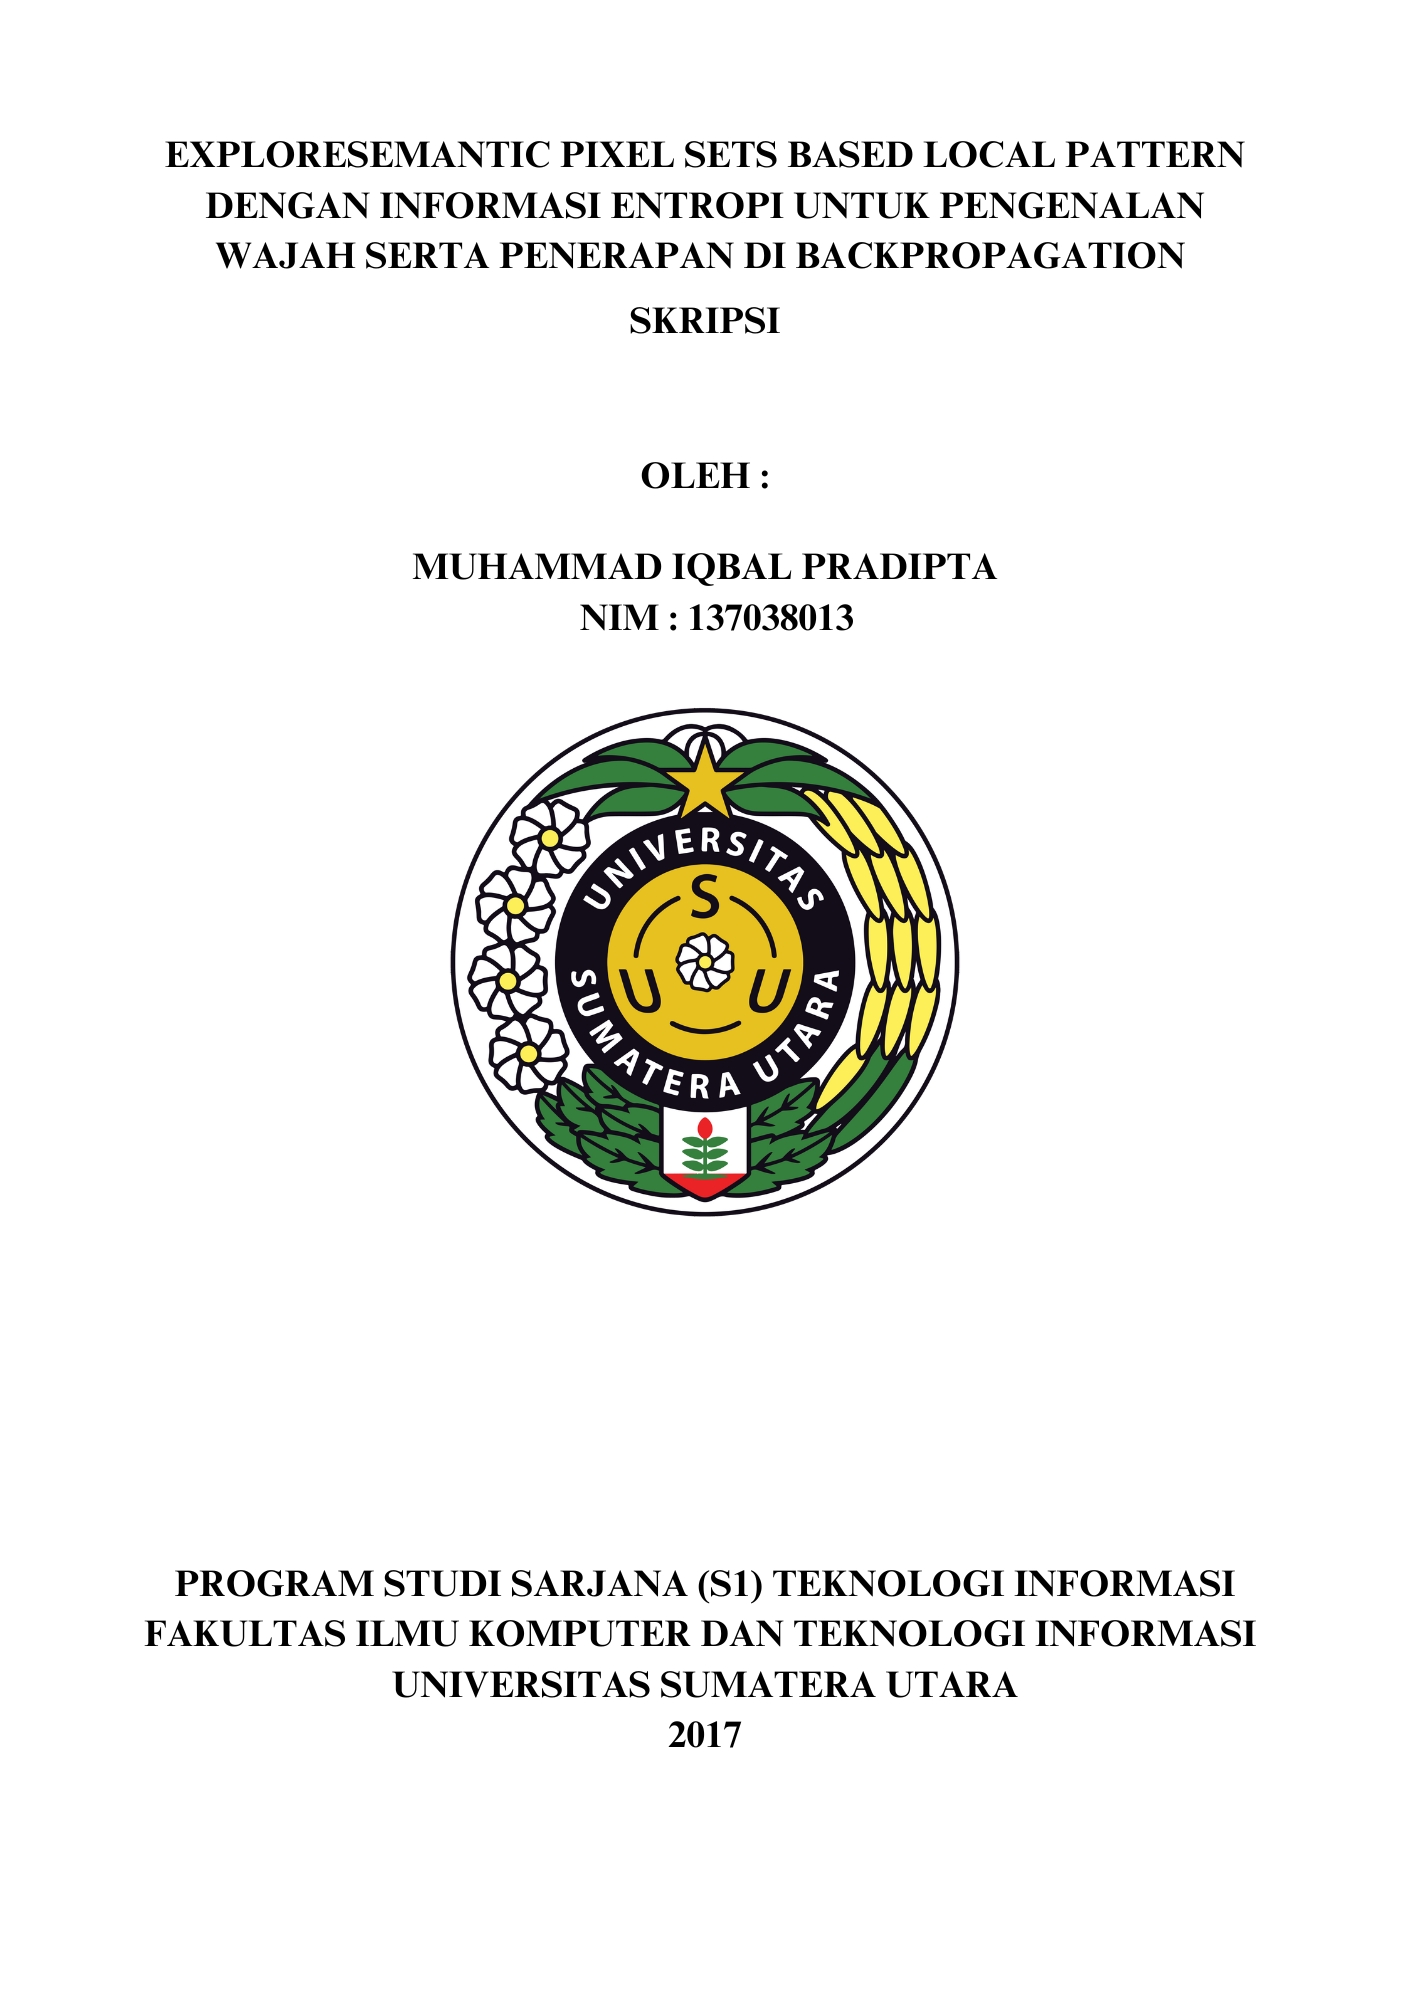 EXPLORESEMANTIC PIXEL SETS BASED LOCAL PATTERN
DENGAN INFORMASI ENTROPI UNTUK PENGENALAN
WAJAH SERTA PENERAPAN DI BACKPROPAGATION
SKRIPSI
OLEH :
MUHAMMAD IQBAL PRADIPTA
NIM : 137038013
UNIVERSITAS
S
U U
SUMATERA UTARA
PROGRAM STUDI SARJANA (S1) TEKNOLOGI INFORMASI
FAKULTAS ILMU KOMPUTER DAN TEKNOLOGI INFORMASI
UNIVERSITAS SUMATERA UTARA
2017